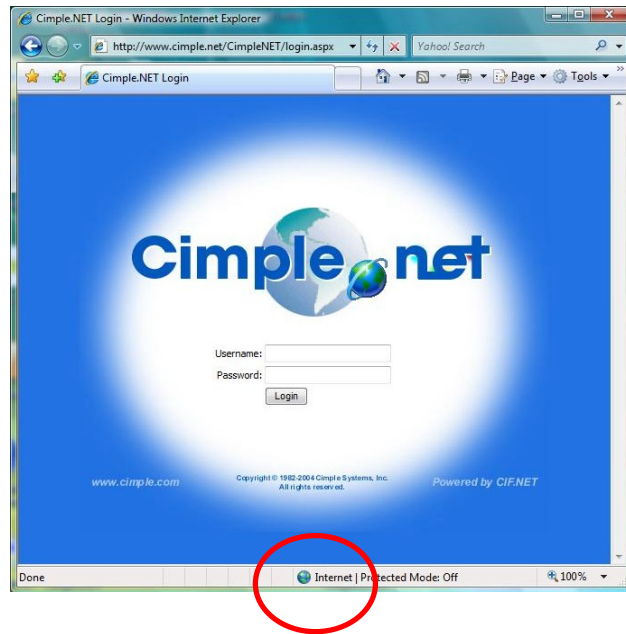 Cimple.NET Login - Windows Internet Explorer
http://www.cimple.net/CimpleNET/login.aspx
Yahoo! Search
Cimple.NET Login
Page
Tools
»
Cimple.net
Username:
Password:
Login
www.cimple.com
Copyright © 1982-2004 Cimple Systems, Inc.
All rights reserved.
Powered by CIF.NET
Done
Internet | Protected Mode: Off
100%